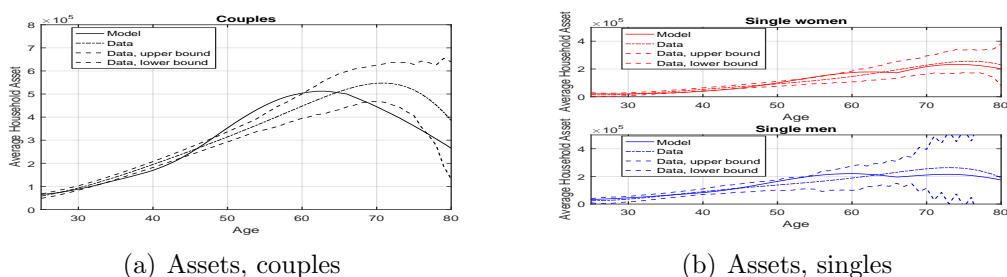 Couples
× 10⁵
8
7
6
5
4
3
2
1
0
Average Household Asset
Model
Data
Data, upper bound
Data, lower bound
30 40 50 60 70 80
Age
(a) Assets, couples
Single women
× 10⁵
4
2
0
Average Household Asset
Model
Data
Data, upper bound
Data, lower bound
30 40 50 60 70 80
Age
Single men
× 10⁵
4
2
0
Average Household Asset
Model
Data
Data, upper bound
Data, lower bound
30 40 50 60 70 80
Age
(b) Assets, singles